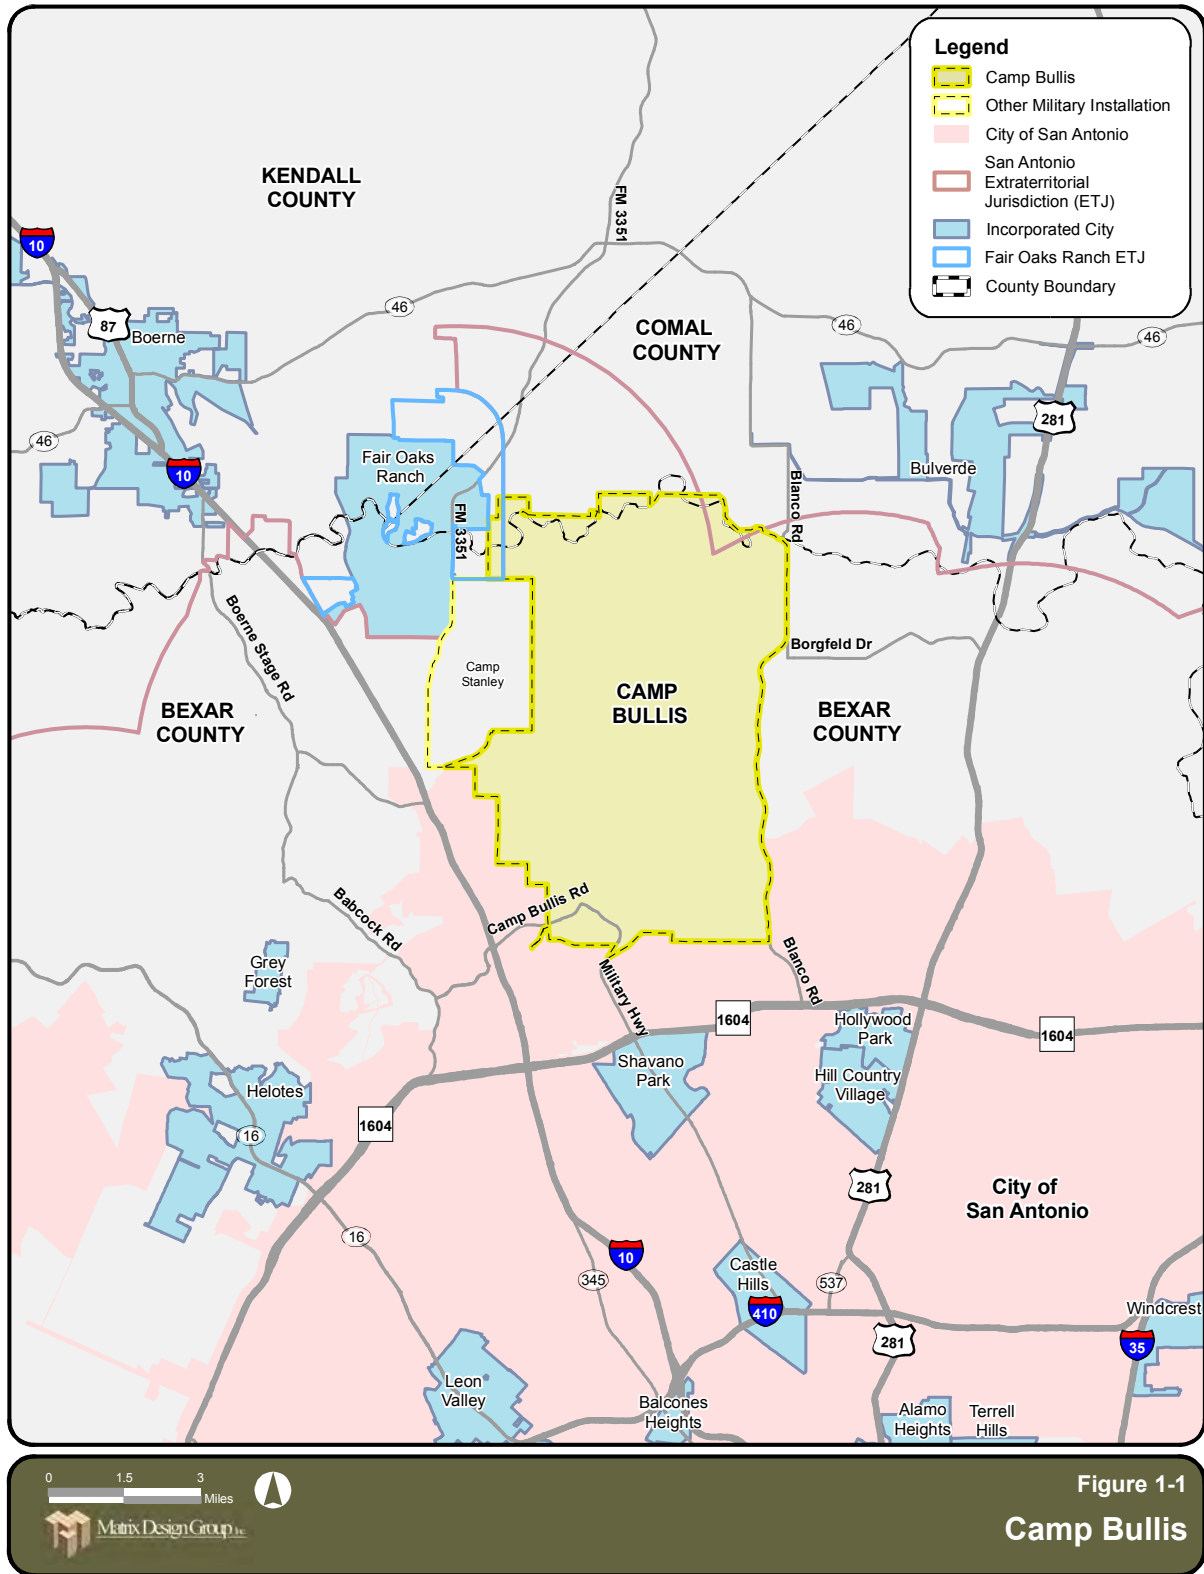 Legend
Camp Bullis
Other Military Installation
City of San Antonio
San Antonio
Extraterritorial
Jurisdiction (ETJ)
Incorporated City
Fair Oaks Ranch ETJ
County Boundary
KENDALL
COUNTY
FM 3351
10
87
Boerne
46
COMAL
COUNTY
46
46
281
46
10
Fair Oaks
Ranch
FM 3351
Bulverde
Blanco Rd
Boerne Stage Rd
Camp
Stanley
Borgfeld Dr
BEXAR
COUNTY
CAMP
BULLIS
BEXAR
COUNTY
Babcock Rd
Camp Bullis Rd
Grey
Forest
Military Hwy
Blanco Rd
1604
Hollywood
Park
1604
Shavano
Park
Hill Country
Village
Helotes
1604
16
281
City of
San Antonio
16
10
345
Castle
Hills
537
410
Windcrest
281
35
Leon
Valley
Balcones
Heights
Alamo
Heights
Terrell
Hills
0
1.5
3
Miles
Matrix Design Group Inc
Figure 1-1
Camp Bullis